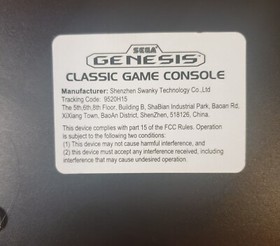 SEGA
GENESIS
CLASSIC GAME CONSOLE
Manufacturer: Shenzhen Swanky Technology Co.,Ltd.
Tracking Code: 9520H15
The 5th,6th,8th Floor, Building B, ShaBian Industrial Park, Baoan Rd,
XiXiang Town, BaoAn District, ShenZhen, 518126, China.
This device complies with part 15 of the FCC Rules. Operation
is subject to the following two conditions:
(1) This device may not cause harmful interference, and
(2) this device must accept any interference received, including
interference that may cause undesired operation.